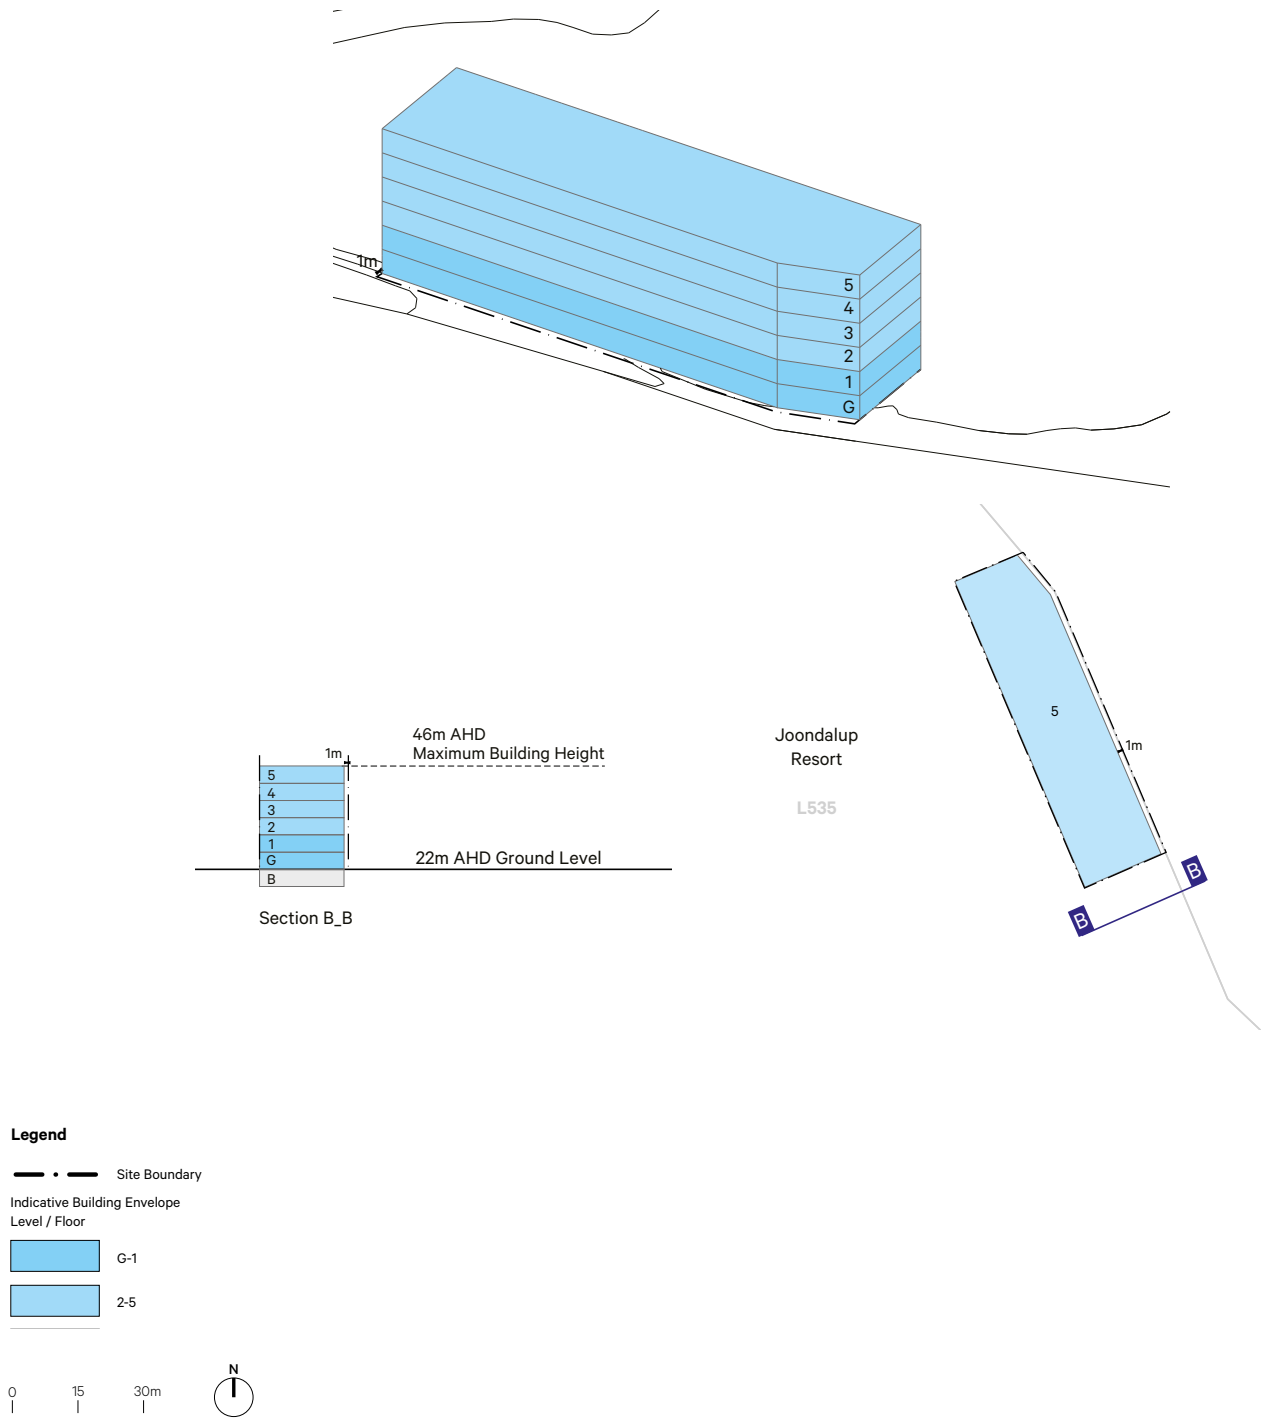 1m
5
4
3
2
1
G
46m AHD
Maximum Building Height
1m
5
4
3
2
1
G
B
22m AHD Ground Level
Section B_B
Joondalup
Resort
L535
5
1m
B
B
Legend
Site Boundary
Indicative Building Envelope
Level / Floor
G-1
2-5
0 15 30m
N